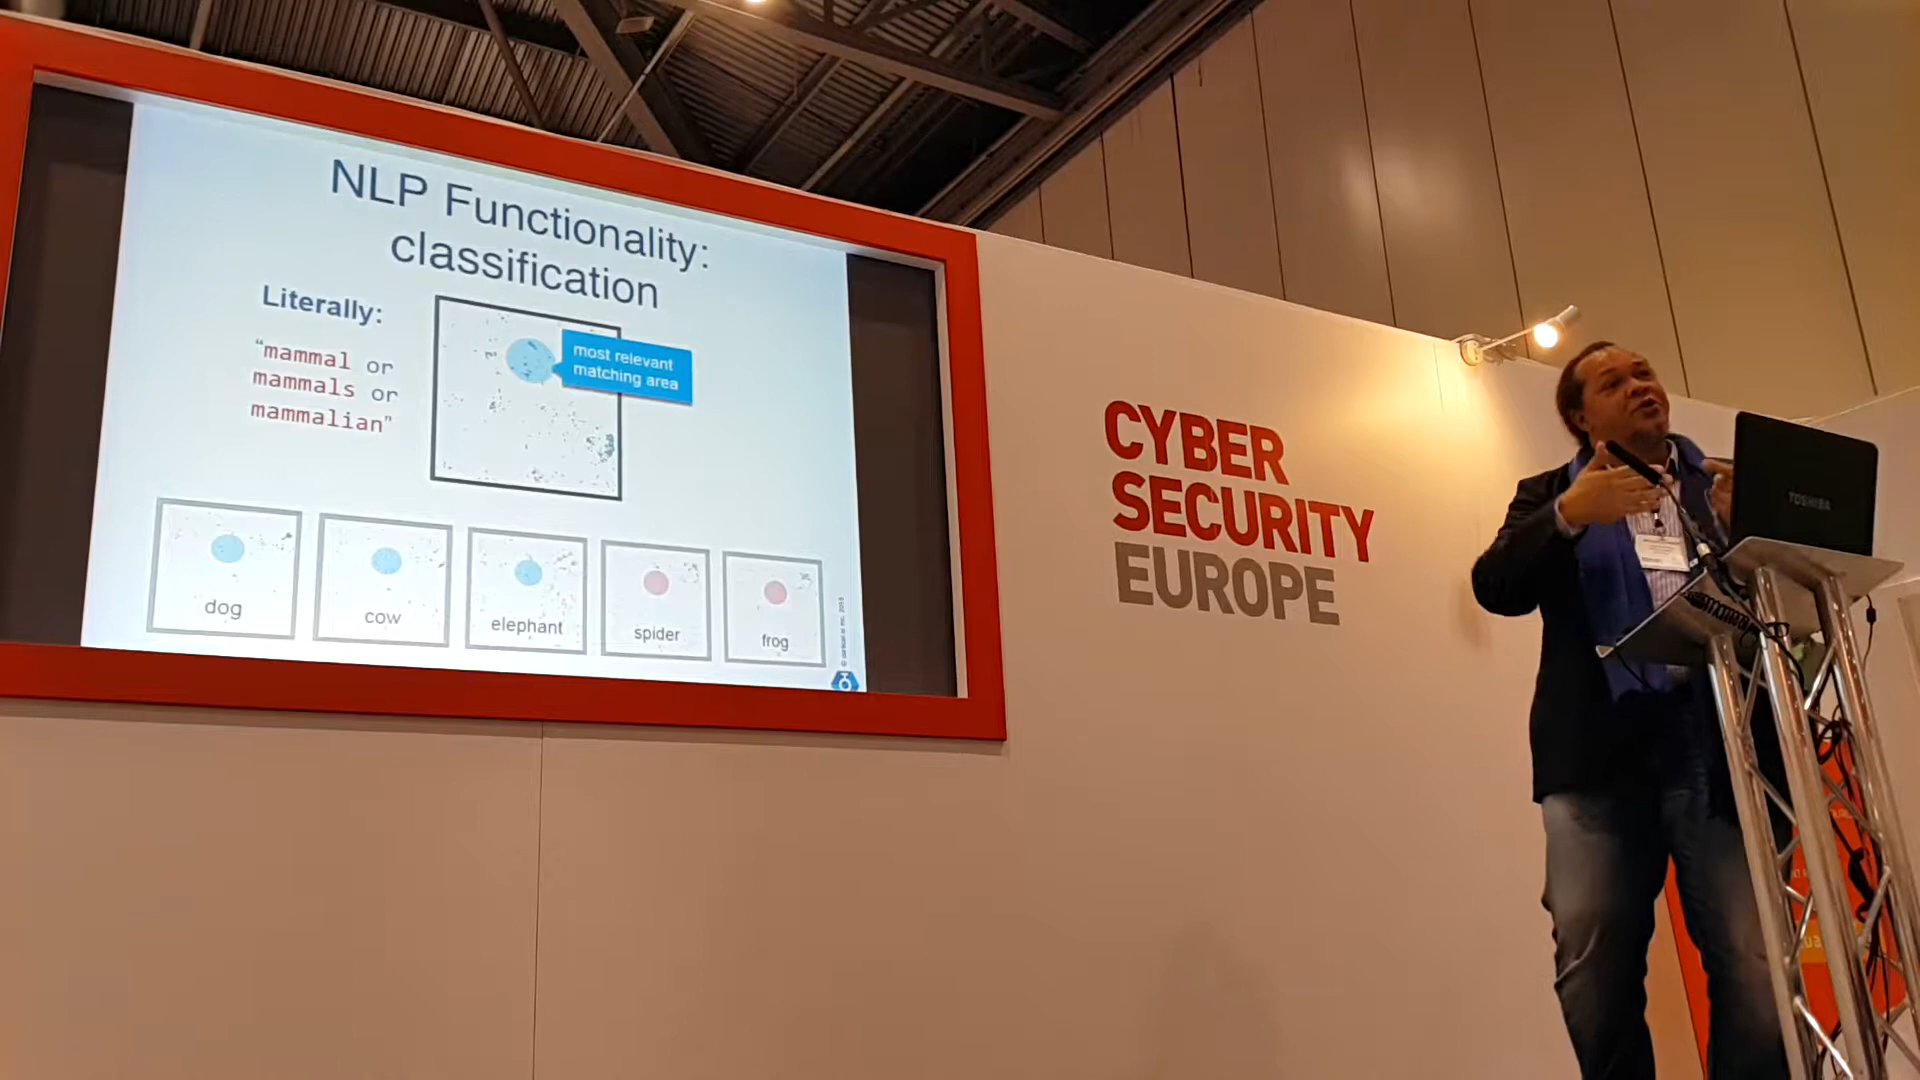 NLP Functionality:
classification
Literally:
"mammal or
mammals or
mammalian"
most relevant
matching area
dog
cow
elephant
spider
frog
CYBER
SECURITY
EUROPE
TOSHIBA